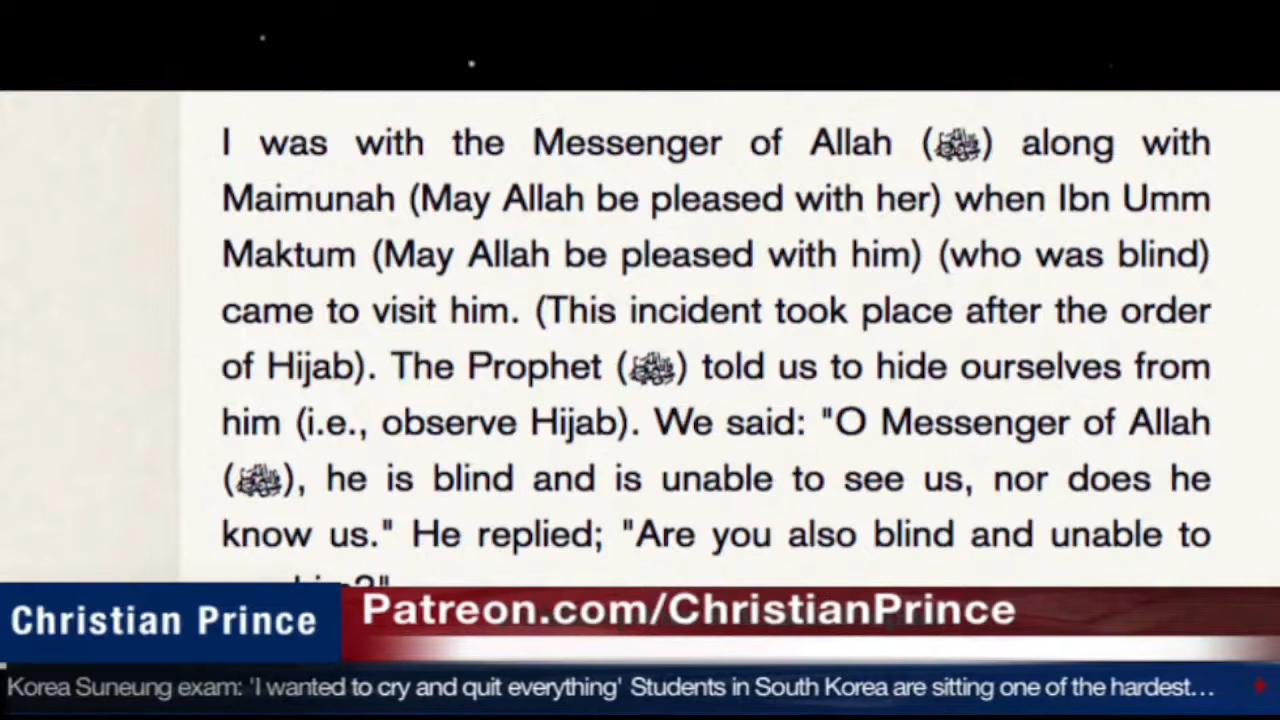 I was with the Messenger of Allah (ﷺ) along with
Maimunah (May Allah be pleased with her) when Ibn Umm
Maktum (May Allah be pleased with him) (who was blind)
came to visit him. (This incident took place after the order
of Hijab). The Prophet (ﷺ) told us to hide ourselves from
him (i.e., observe Hijab). We said: "O Messenger of Allah
(ﷺ), he is blind and is unable to see us, nor does he
know us." He replied; "Are you also blind and unable to
Christian Prince
Patreon.com/ChristianPrince
Korea Suneung exam: 'I wanted to cry and quit everything' Students in South Korea are sitting one of the hardest...